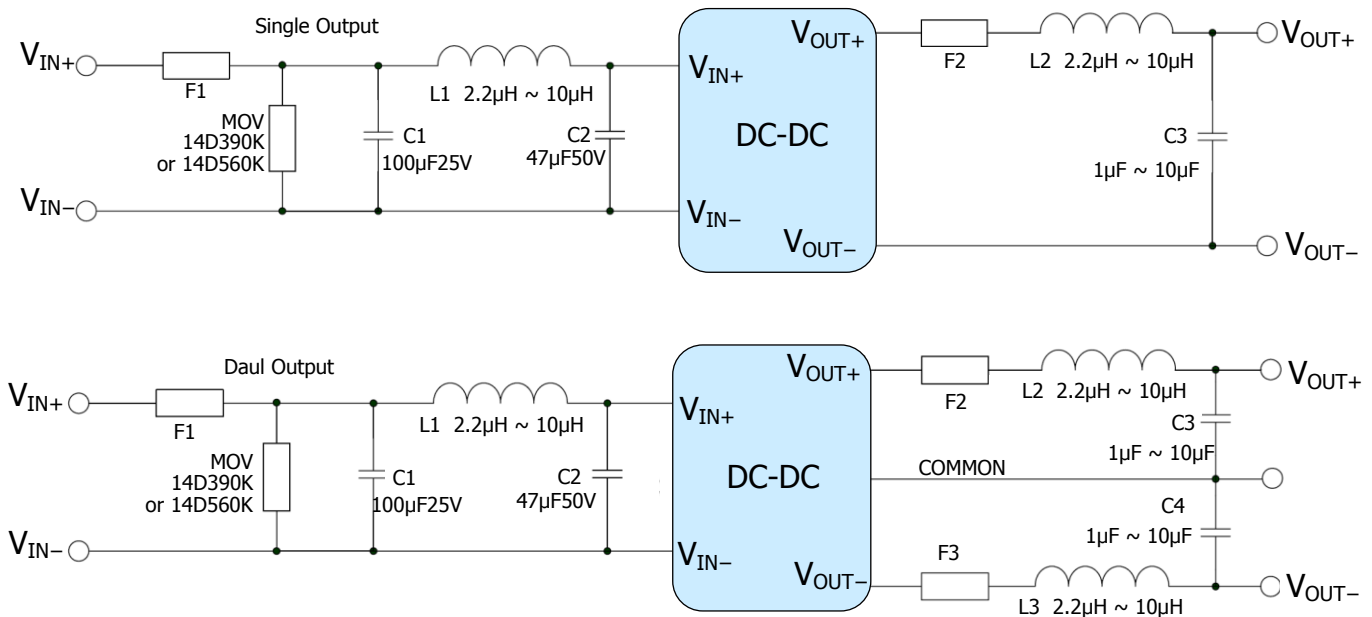 Single Output
VIN+
F1
MOV
14D390K
or 14D560K
C1
100µF25V
L1 2.2µH ~ 10µH
C2
47µF50V
VIN−
VIN+
DC-DC
VIN−
VOUT+
VOUT−
F2
L2 2.2µH ~ 10µH
C3
1µF ~ 10µF
VOUT+
VOUT−
Daul Output
VIN+
F1
MOV
14D390K
or 14D560K
C1
100µF25V
L1 2.2µH ~ 10µH
C2
47µF50V
VIN−
VIN+
DC-DC
VIN−
VOUT+
VOUT−
F2
L2 2.2µH ~ 10µH
C3
1µF ~ 10µF
COMMON
C4
1µF ~ 10µF
F3
L3 2.2µH ~ 10µH
VOUT+
VOUT−